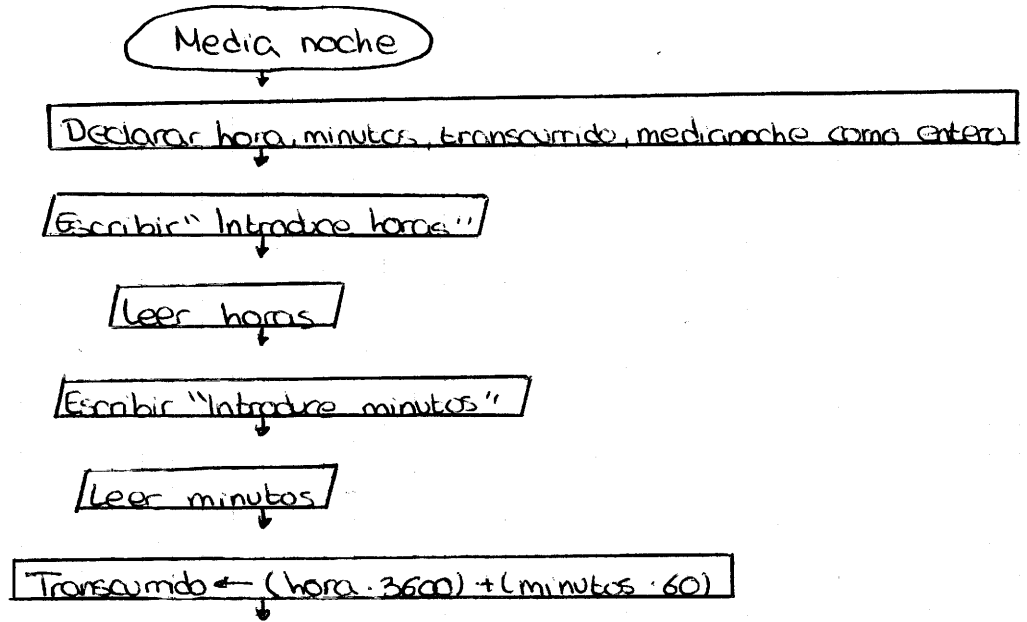 Media noche
Declarar hora, minutos, transcurrido, medianoche como entero
Escribir "Introduce horas"
Leer horas
Escribir "Introduce minutos"
Leer minutos
Transcurrido ← (hora · 3600) + (minutos · 60)